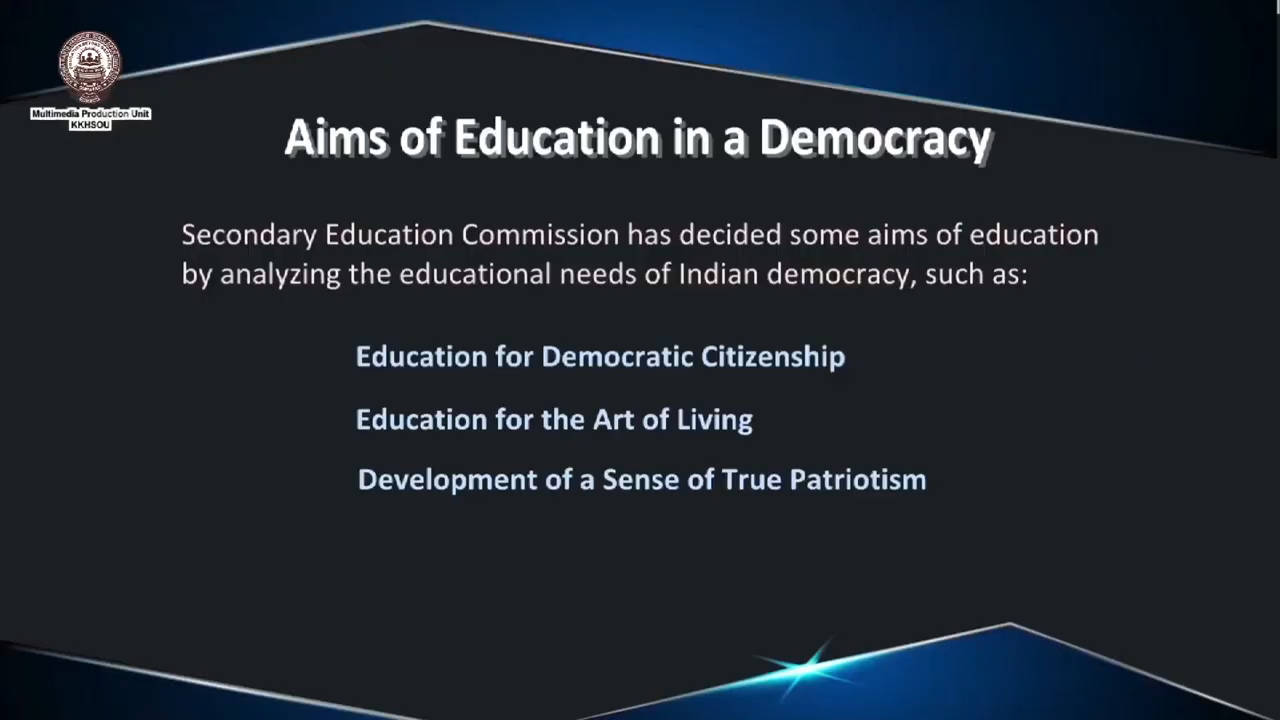 Multimedia Production Unit
KKHSOU
Aims of Education in a Democracy
Secondary Education Commission has decided some aims of education
by analyzing the educational needs of Indian democracy, such as:
Education for Democratic Citizenship
Education for the Art of Living
Development of a Sense of True Patriotism